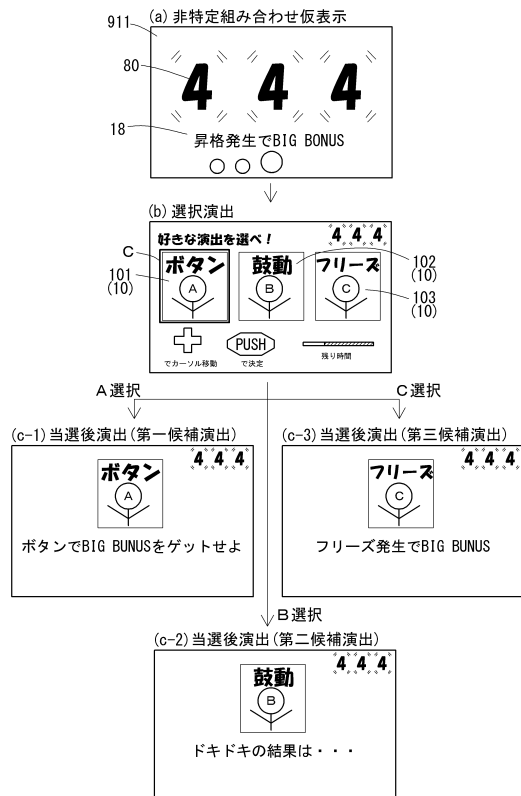 (a)非特定組み合わせ仮表示
911
80
4 4 4
18
昇格発生でBIG BONUS
(b)選択演出
好きな演出を選べ！
4 4 4
C
101
(10)
ボタン
A
鼓動
B
フリーズ
C
102
(10)
103
(10)
でカーソル移動
PUSH
で決定
残り時間
A選択
C選択
(c-1)当選後演出(第一候補演出)
4 4 4
ボタン
A
ボタンでBIG BUNUSをゲットせよ
(c-3)当選後演出(第三候補演出)
4 4 4
フリーズ
C
フリーズ発生でBIG BUNUS
B選択
(c-2)当選後演出(第二候補演出)
4 4 4
鼓動
B
ドキドキの結果は・・・